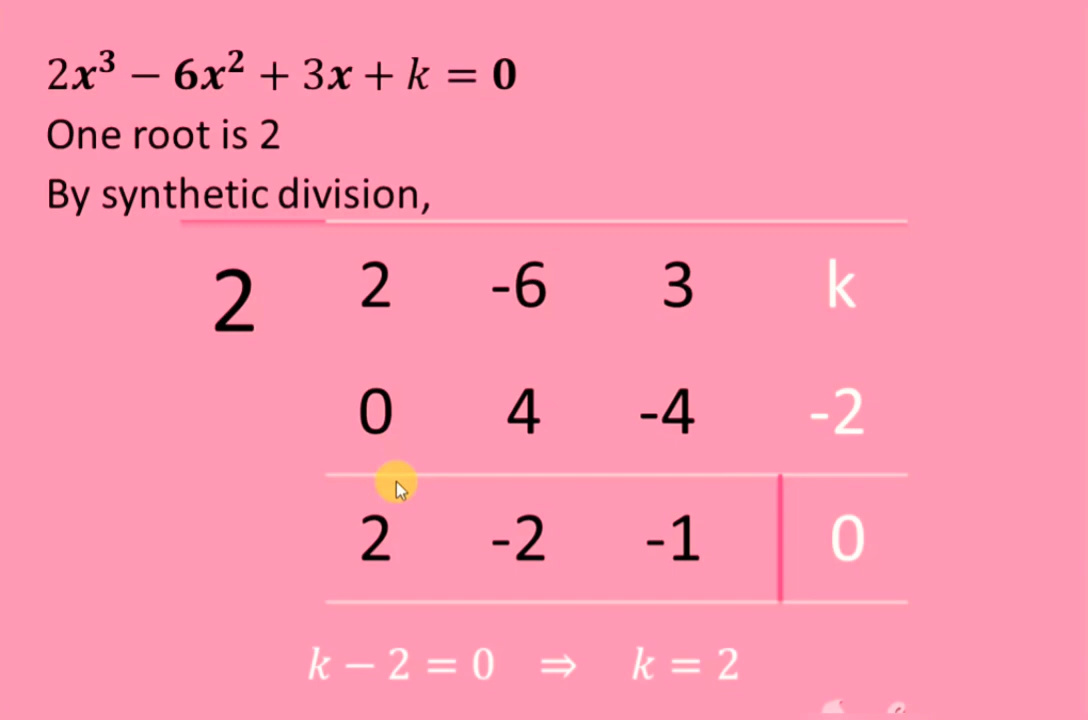 2x³ − 6x² + 3x + k = 0
One root is 2
By synthetic division,
2 2 -6 3 k
0 4 -4 -2
2 -2 -1 0
k − 2 = 0 ⇒ k = 2